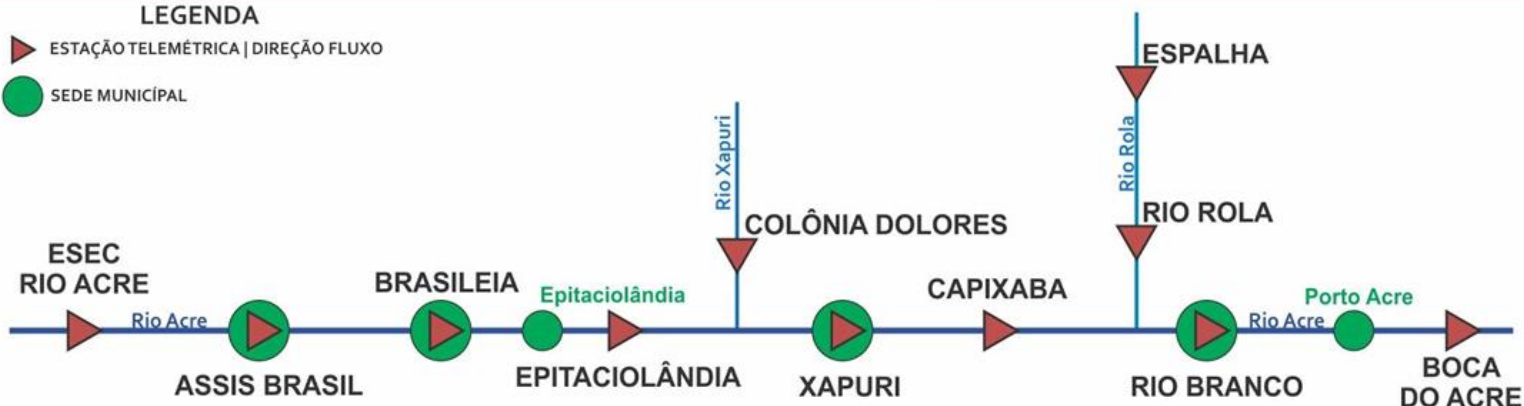 LEGENDA
ESTAÇÃO TELEMÉTRICA | DIREÇÃO FLUXO
SEDE MUNICÍPAL
ESPALHA
Rio Xapuri
Rio Rola
COLÔNIA DOLORES
RIO ROLA
ESEC
RIO ACRE
Rio Acre
BRASILEIA
Epitaciolândia
CAPIXABA
Rio Acre
Porto Acre
ASSIS BRASIL
EPITACIOLÂNDIA
XAPURI
RIO BRANCO
BOCA
DO ACRE